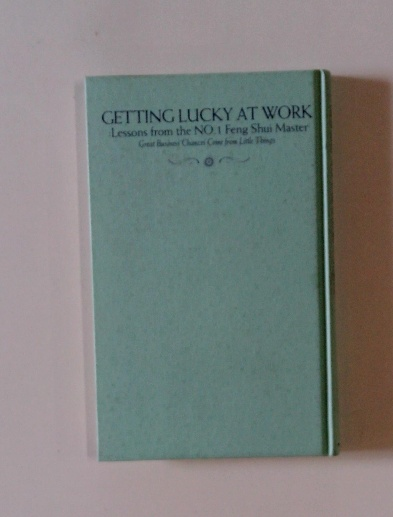 GETTING LUCKY AT WORK
Lessons from the NO. 1 Feng Shui Master
Great Business Chances Come from Little Things